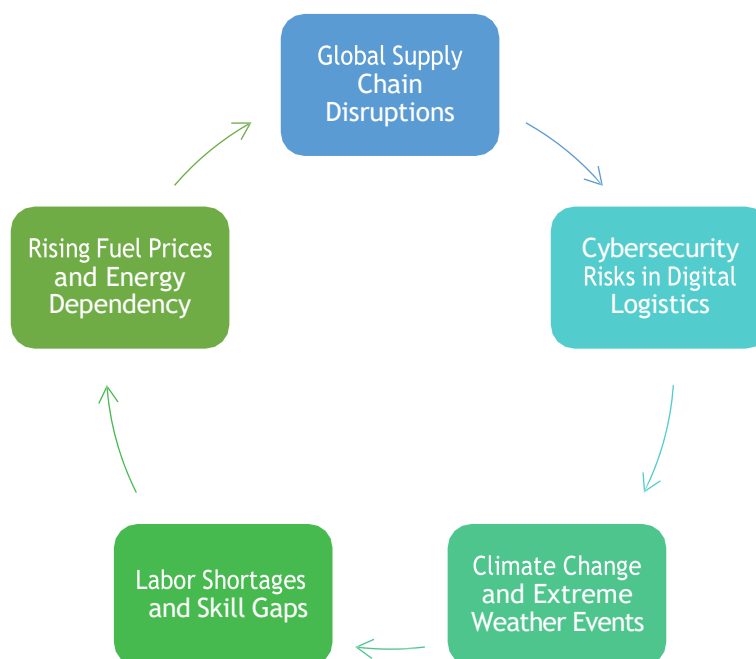 Global Supply
Chain
Disruptions
Cybersecurity
Risks in Digital
Logistics
Climate Change
and Extreme
Weather Events
Labor Shortages
and Skill Gaps
Rising Fuel Prices
and Energy
Dependency